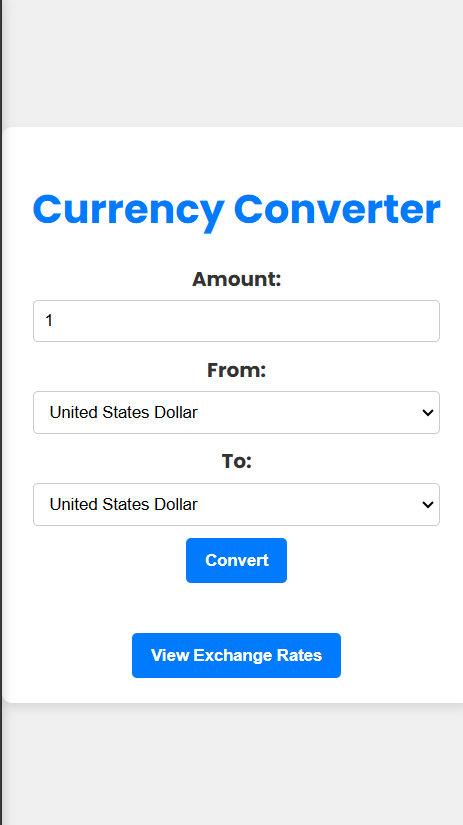 Currency Converter
Amount:
1
From:
United States Dollar
To:
United States Dollar
Convert
View Exchange Rates